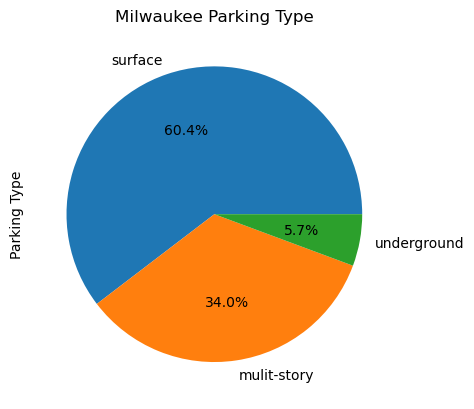 Milwaukee Parking Type
surface
60.4%
Parking Type
5.7%
underground
34.0%
mulit-story